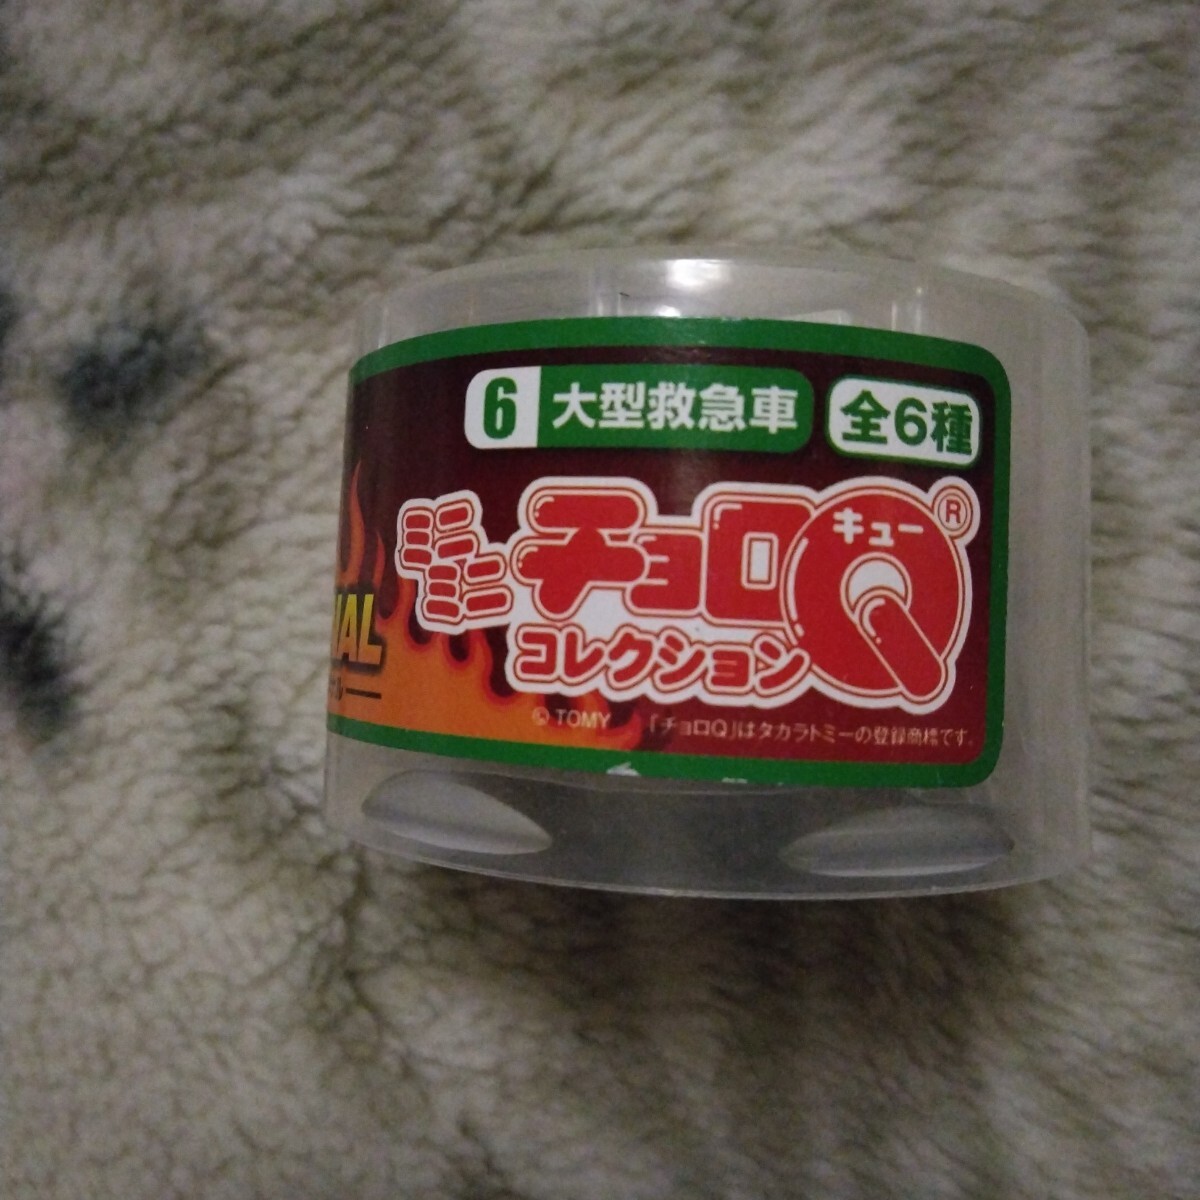 6 大型救急車 全6種
ミニミニチョロQ キュー ®
コレクション
© TOMY 「チョロQ」はタカラトミーの登録商標です。